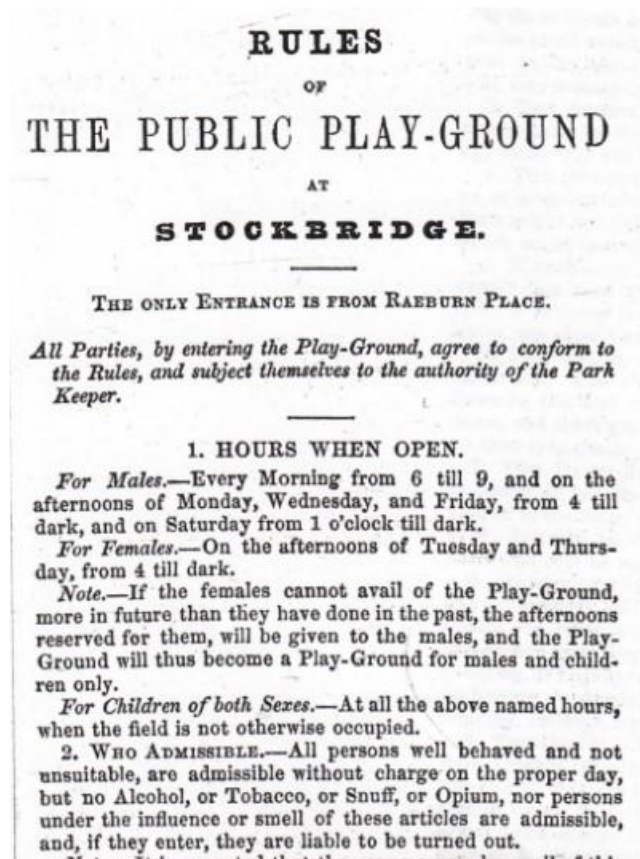 RULES
OF
THE PUBLIC PLAY-GROUND
AT
STOCKBRIDGE.
THE ONLY ENTRANCE IS FROM RAEBURN PLACE.
All Parties, by entering the Play-Ground, agree to conform to
the Rules, and subject themselves to the authority of the Park
Keeper.
1. HOURS WHEN OPEN.
For Males.—Every Morning from 6 till 9, and on the
afternoons of Monday, Wednesday, and Friday, from 4 till
dark, and on Saturday from 1 o'clock till dark.
For Females.—On the afternoons of Tuesday and Thurs-
day, from 4 till dark.
Note.—If the females cannot avail of the Play-Ground,
more in future than they have done in the past, the afternoons
reserved for them, will be given to the males, and the Play-
Ground will thus become a Play-Ground for males and child-
ren only.
For Children of both Sexes.—At all the above named hours,
when the field is not otherwise occupied.
2. WHO ADMISSIBLE.—All persons well behaved and not
unsuitable, are admissible without charge on the proper day,
but no Alcohol, or Tobacco, or Snuff, or Opium, nor persons
under the influence or smell of these articles are admissible,
and, if they enter, they are liable to be turned out.